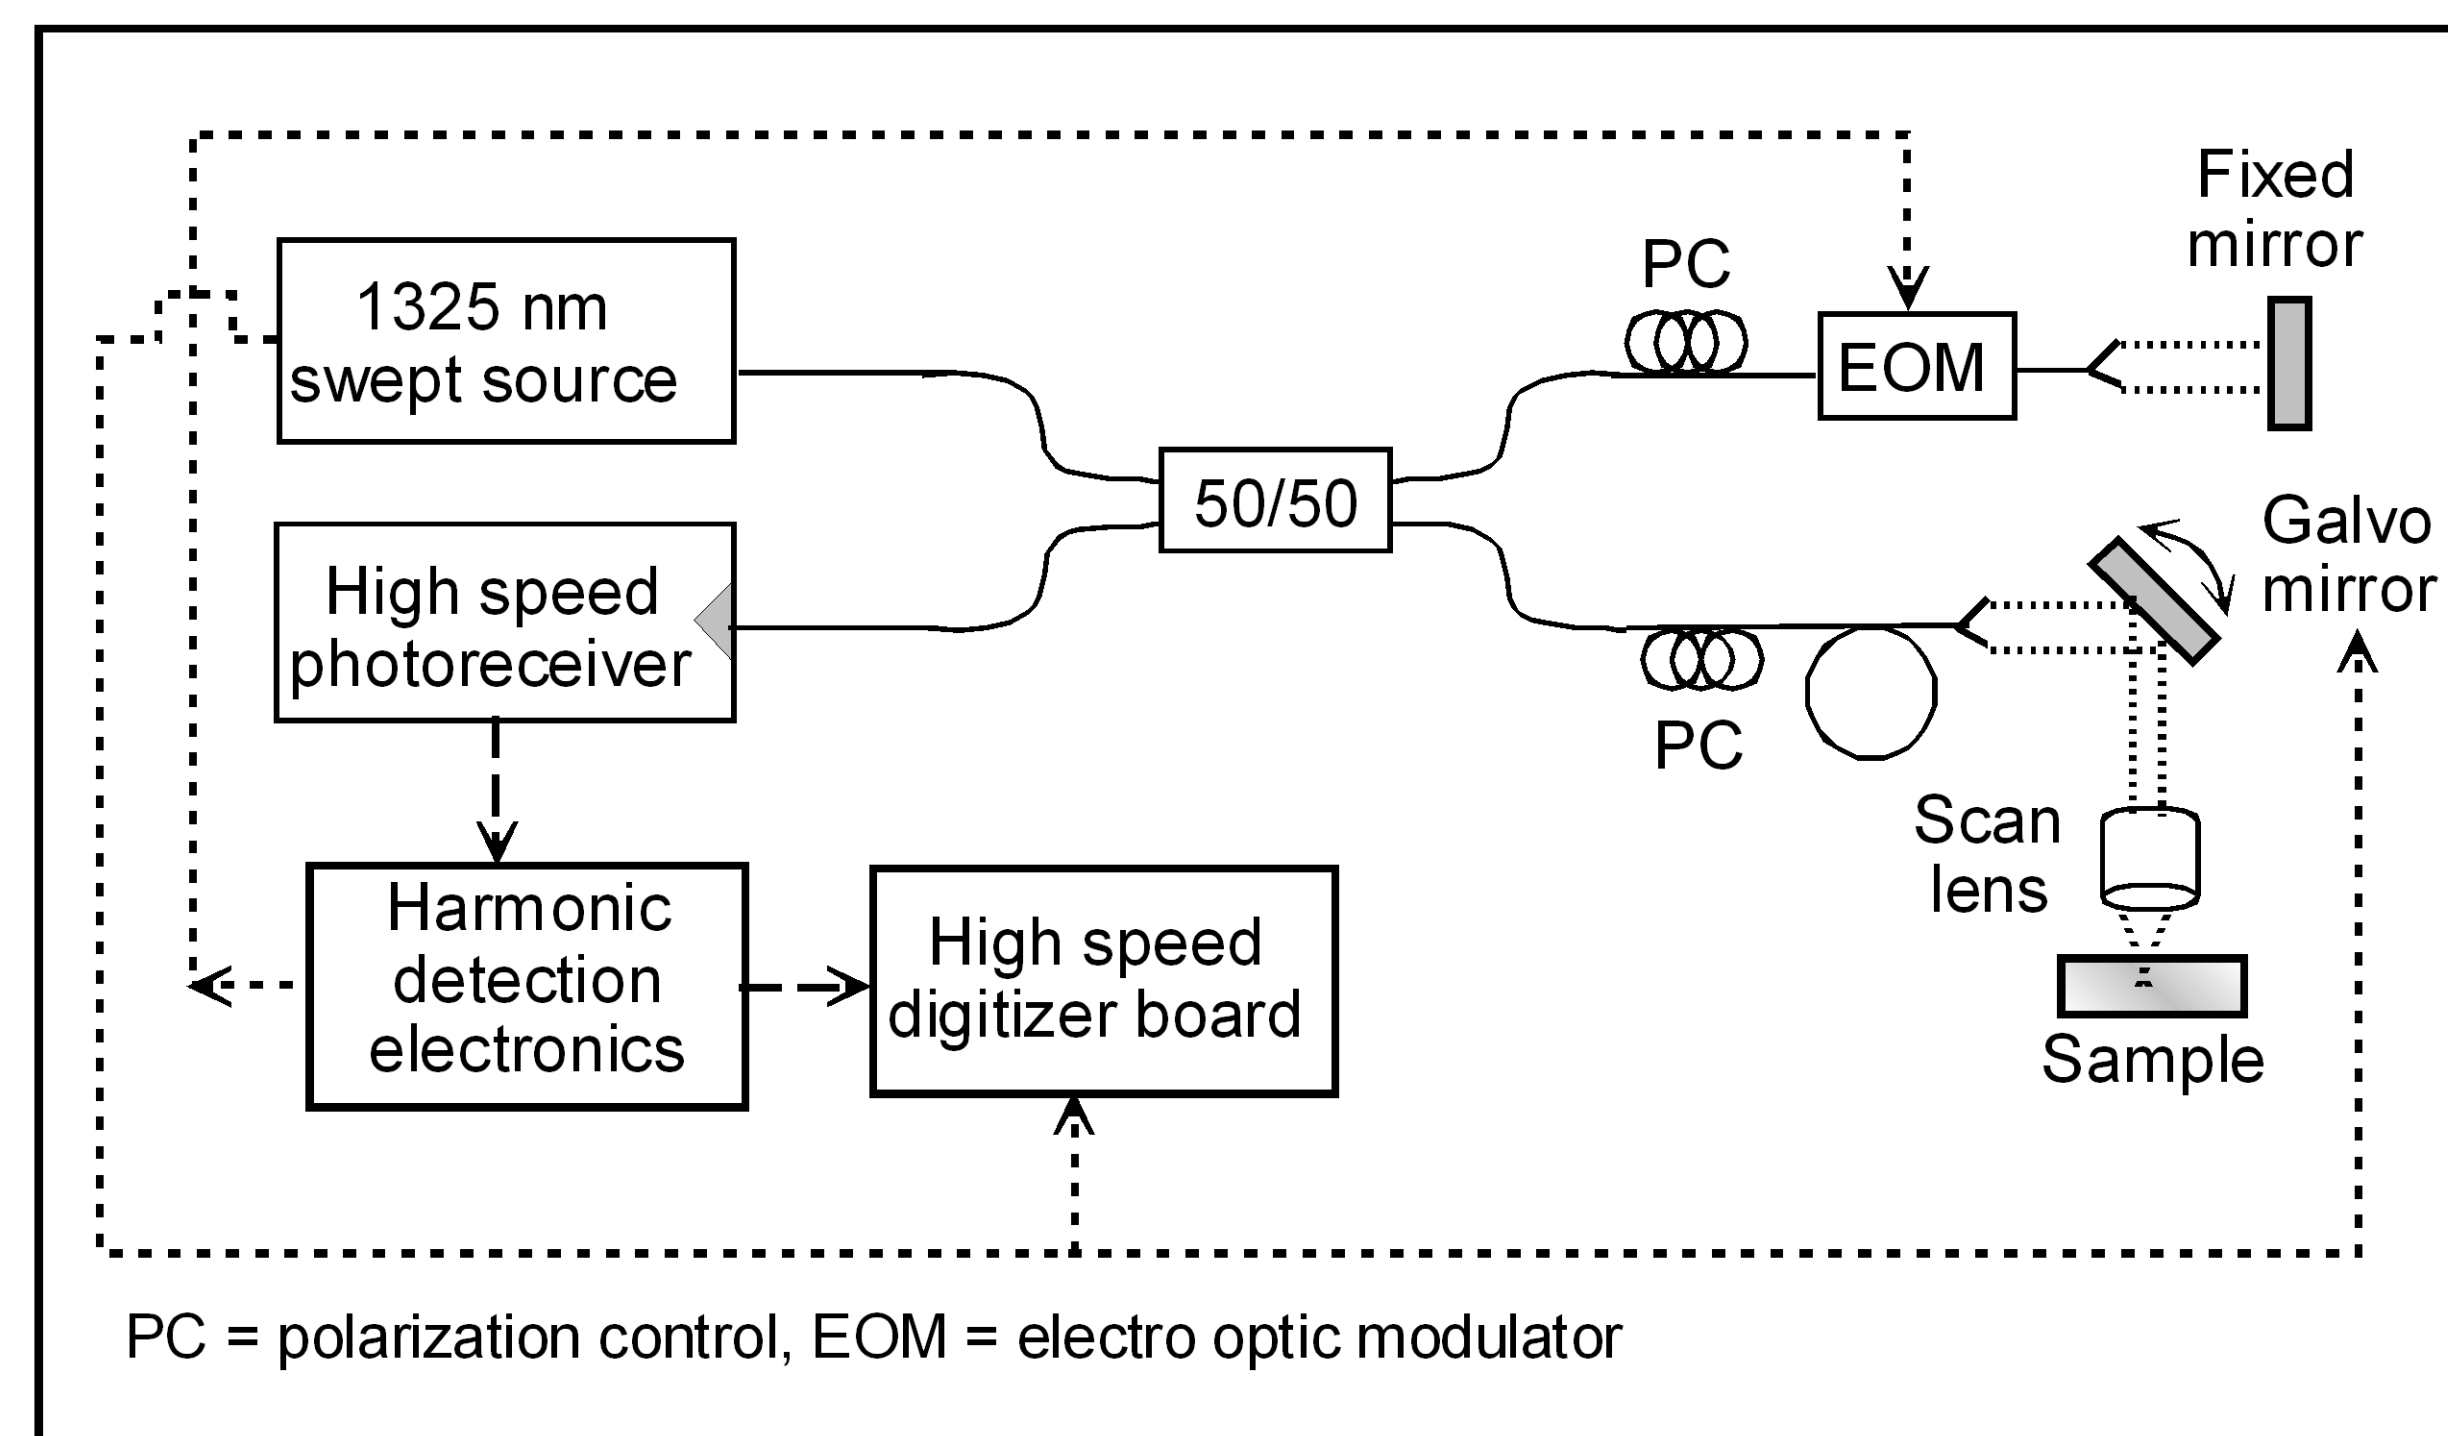 Fixed
mirror
PC
1325 nm
swept source
EOM
50/50
Galvo
mirror
High speed
photoreceiver
PC
Scan
lens
Harmonic
detection
electronics
High speed
digitizer board
Sample
PC = polarization control, EOM = electro optic modulator